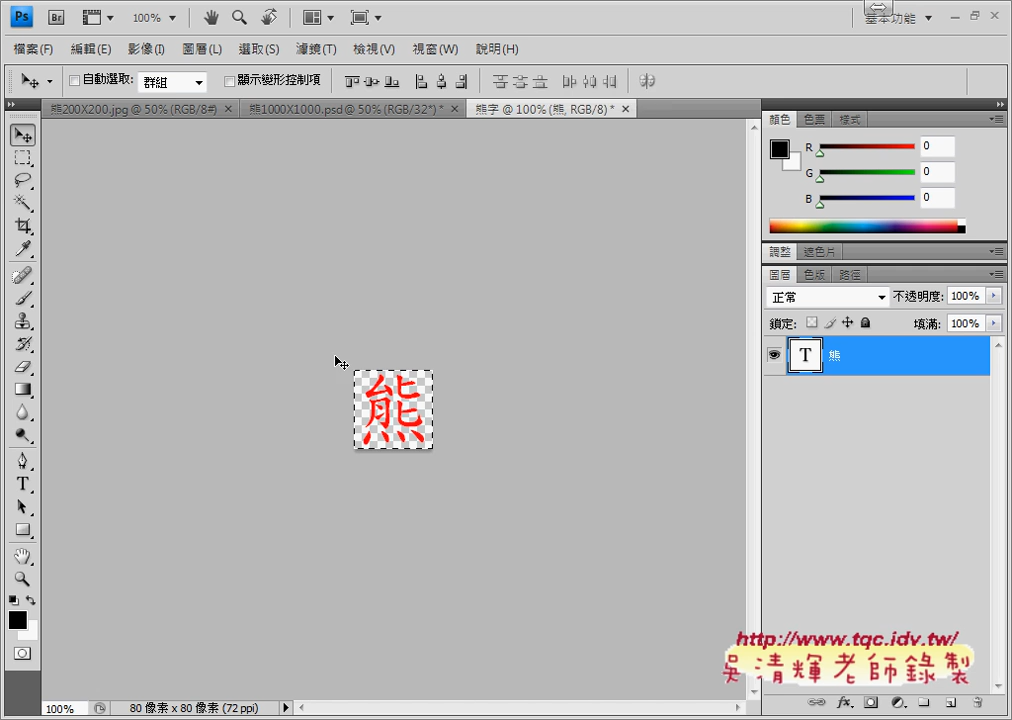 Ps Br 100% 基本功能
檔案(F) 編輯(E) 影像(I) 圖層(L) 選取(S) 濾鏡(T) 檢視(V) 視窗(W) 說明(H)
自動選取: 群組 顯示變形控制項
熊200X200.jpg @ 50% (RGB/8#) × 熊1000X1000.psd @ 50% (RGB/32*) * × 熊字 @ 100% (熊, RGB/8) * ×
顏色 色票 樣式
R 0
G 0
B 0
調整 遮色片
圖層 色版 路徑
正常 不透明度: 100%
鎖定: 填滿: 100%
T 熊
熊
T
http://www.tqc.idv.tw/
吳清輝老師錄製
100% 80 像素 x 80 像素 (72 ppi)
fx